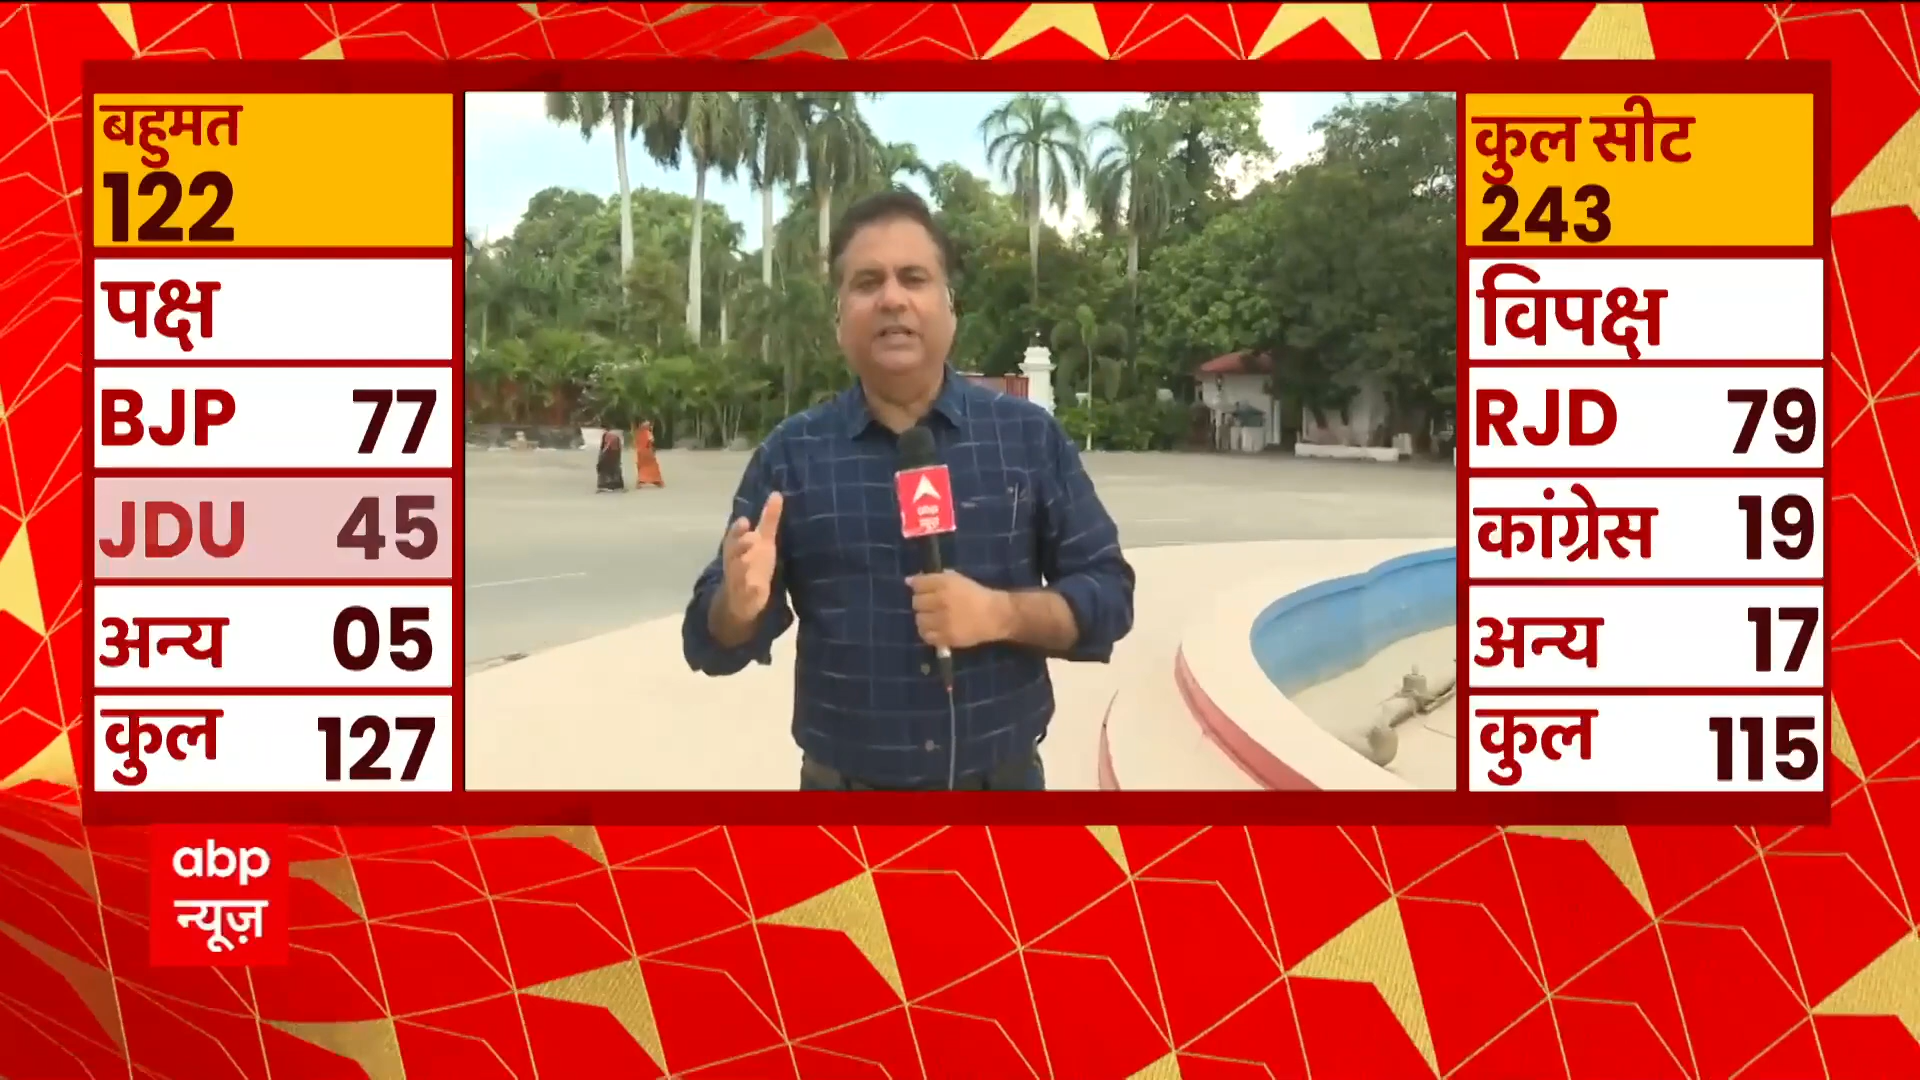 बहुमत
122
पक्ष
BJP 77
JDU 45
अन्य 05
कुल 127
कुल सीट
243
विपक्ष
RJD 79
कांग्रेस 19
अन्य 17
कुल 115
abp
न्यूज़
abp
न्यूज़